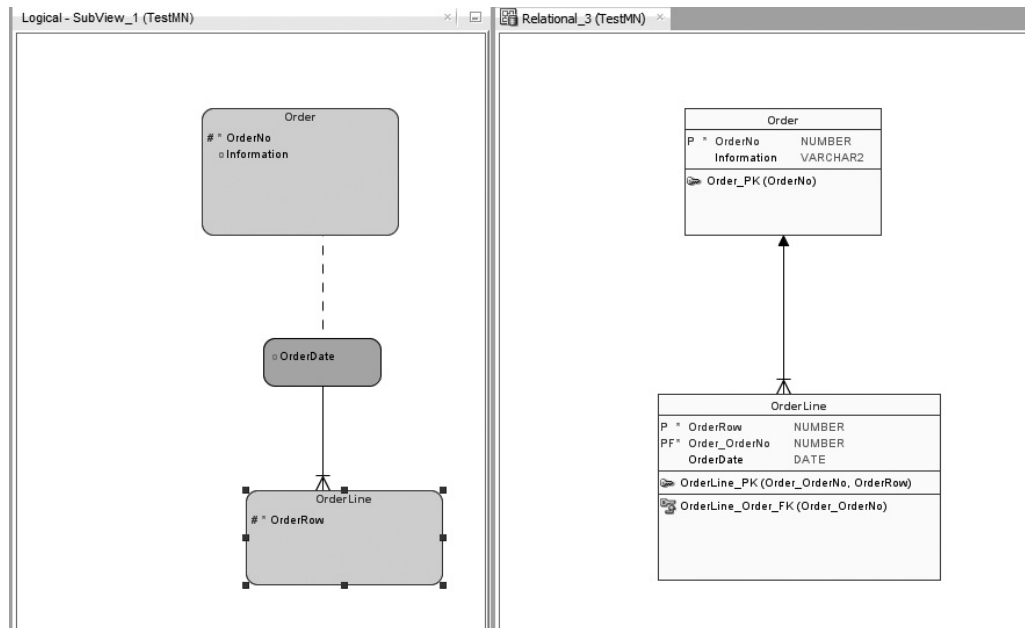 Logical - SubView_1 (TestMN)
Relational_3 (TestMN)
Order
# * OrderNo
o Information
o OrderDate
OrderLine
# * OrderRow
Order
P * OrderNo NUMBER
Information VARCHAR2
Order_PK (OrderNo)
OrderLine
P * OrderRow NUMBER
PF* Order_OrderNo NUMBER
OrderDate DATE
OrderLine_PK (Order_OrderNo, OrderRow)
OrderLine_Order_FK (Order_OrderNo)